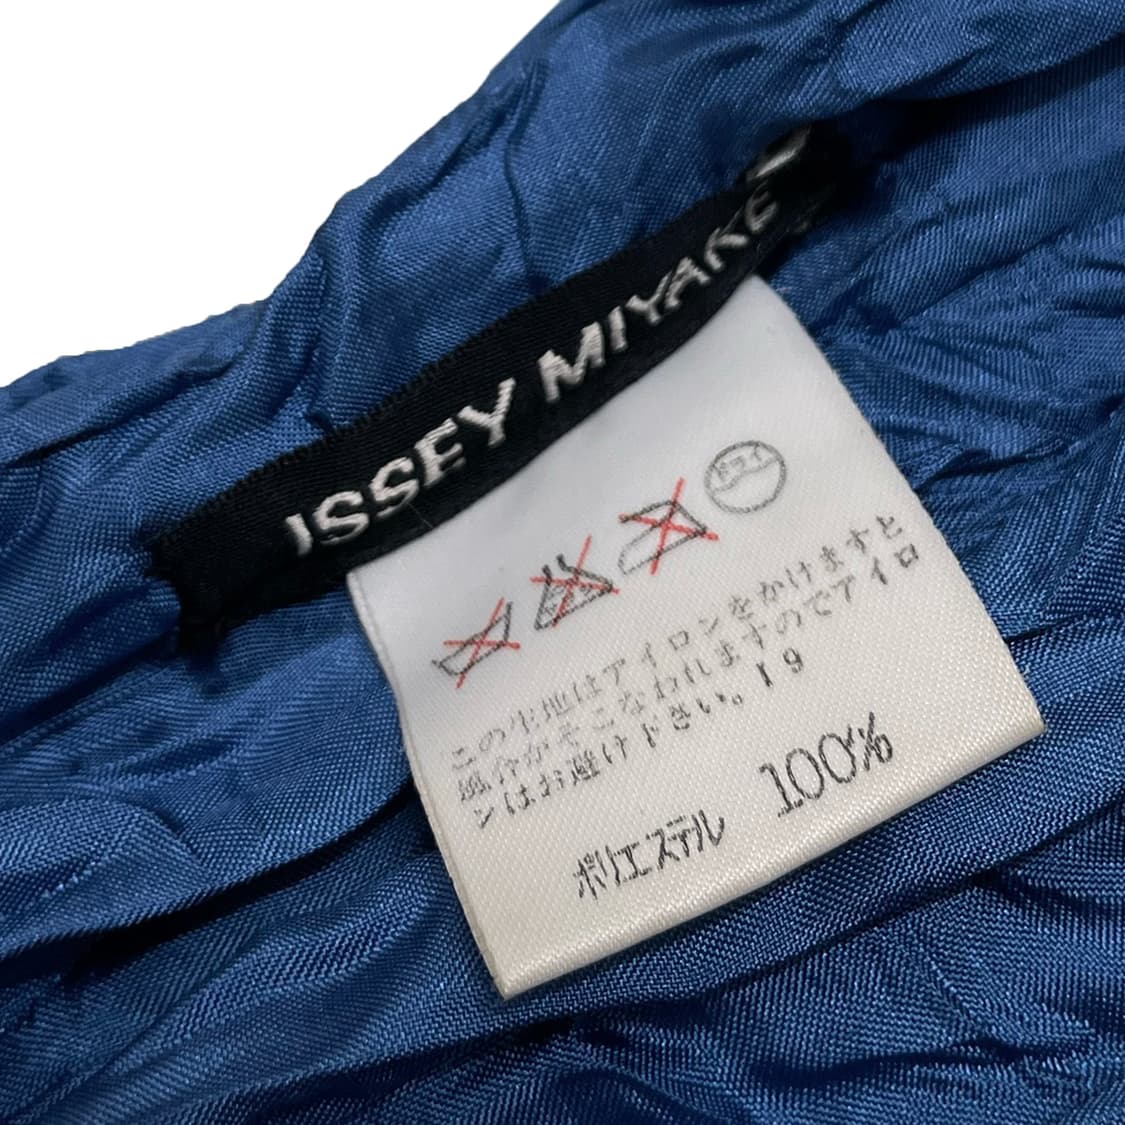 ISSEY MIYAKE
ドライ
この生地はアイロンをかけますと
風合がそこなわれますのでアイロ
ンはお避け下さい。19
ポリエステル 100%